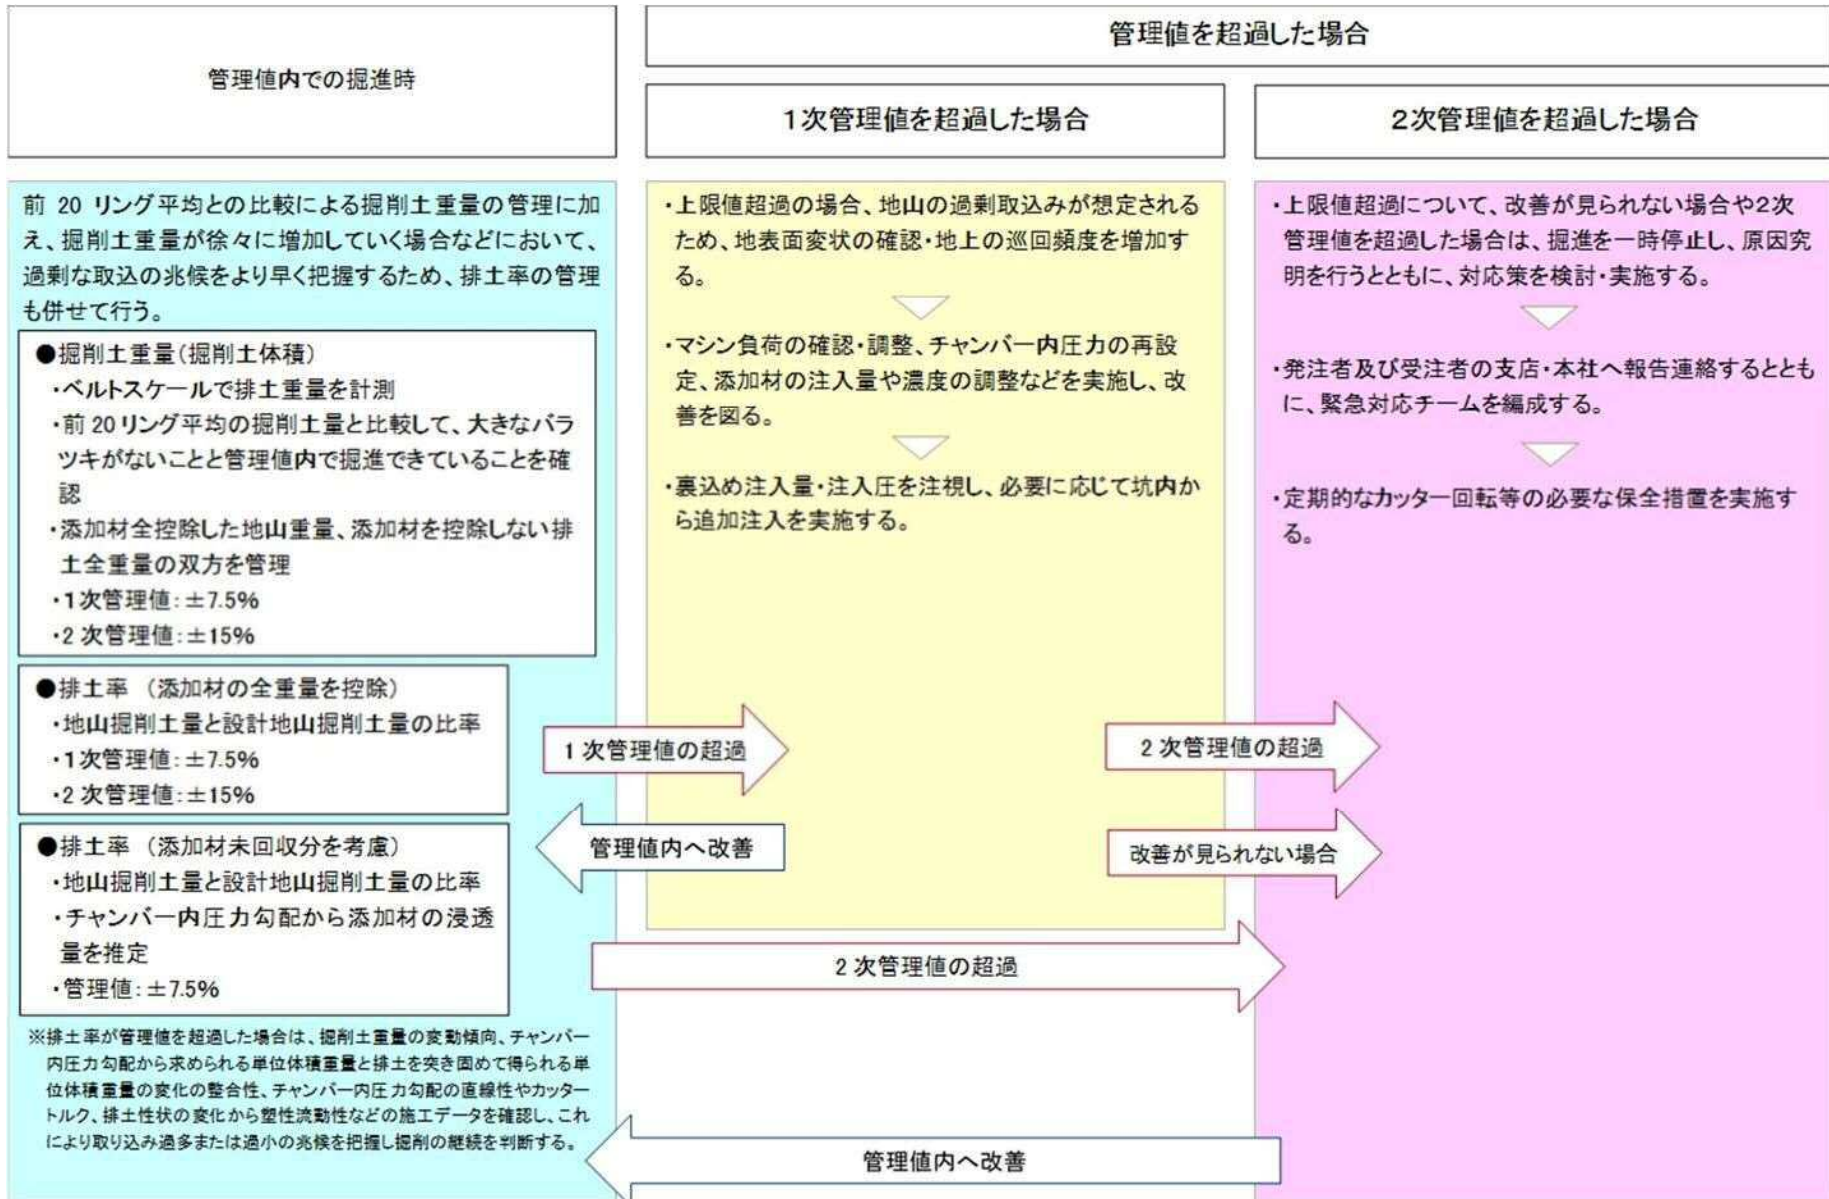 管理値内での掘進時
管理値を超過した場合
1次管理値を超過した場合
2次管理値を超過した場合
前 20 リング平均との比較による掘削土重量の管理に加
え、掘削土重量が徐々に増加していく場合などにおいて、
過剰な取込の兆候をより早く把握するため、排土率の管理
も併せて行う。
●掘削土重量(掘削土体積)
・ベルトスケールで排土重量を計測
・前 20リング平均の掘削土量と比較して、大きなバラ
ツキがないことと管理値内で掘進できていることを確
認
・添加材全控除した地山重量、添加材を控除しない排
土全重量の双方を管理
・1次管理値:±7.5%
・2 次管理値:±15%
●排土率 (添加材の全重量を控除)
・地山掘削土量と設計地山掘削土量の比率
・1次管理値:±7.5%
・2 次管理値:±15%
●排土率 (添加材未回収分を考慮)
・地山掘削土量と設計地山掘削土量の比率
・チャンバー内圧力勾配から添加材の浸透
量を推定
・管理値:±7.5%
※排土率が管理値を超過した場合は、掘削土重量の変動傾向、チャンバー
内圧力勾配から求められる単位体積重量と排土を突き固めて得られる単
位体積重量の変化の整合性、チャンバー内圧力勾配の直線性やカッター
トルク、排土性状の変化から塑性流動性などの施工データを確認し、これ
により取り込み過多または過小の兆候を把握し掘削の継続を判断する。
・上限値超過の場合、地山の過剰取込みが想定される
ため、地表面変状の確認・地上の巡回頻度を増加す
る。
・マシン負荷の確認・調整、チャンバー内圧力の再設
定、添加材の注入量や濃度の調整などを実施し、改
善を図る。
・裏込め注入量・注入圧を注視し、必要に応じて坑内か
ら追加注入を実施する。
・上限値超過について、改善が見られない場合や2次
管理値を超過した場合は、掘進を一時停止し、原因究
明を行うとともに、対応策を検討・実施する。
・発注者及び受注者の支店・本社へ報告連絡するととも
に、緊急対応チームを編成する。
・定期的なカッター回転等の必要な保全措置を実施す
る。
1 次管理値の超過
2 次管理値の超過
管理値内へ改善
改善が見られない場合
2 次管理値の超過
管理値内へ改善